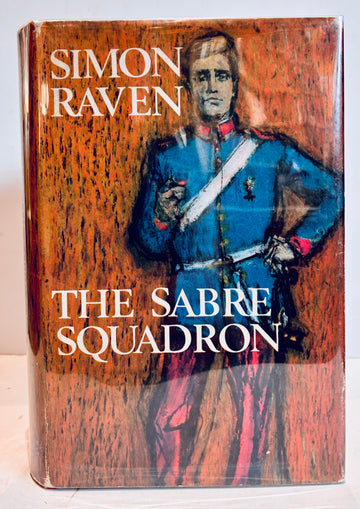 SIMON
RAVEN
THE SABRE
SQUADRON